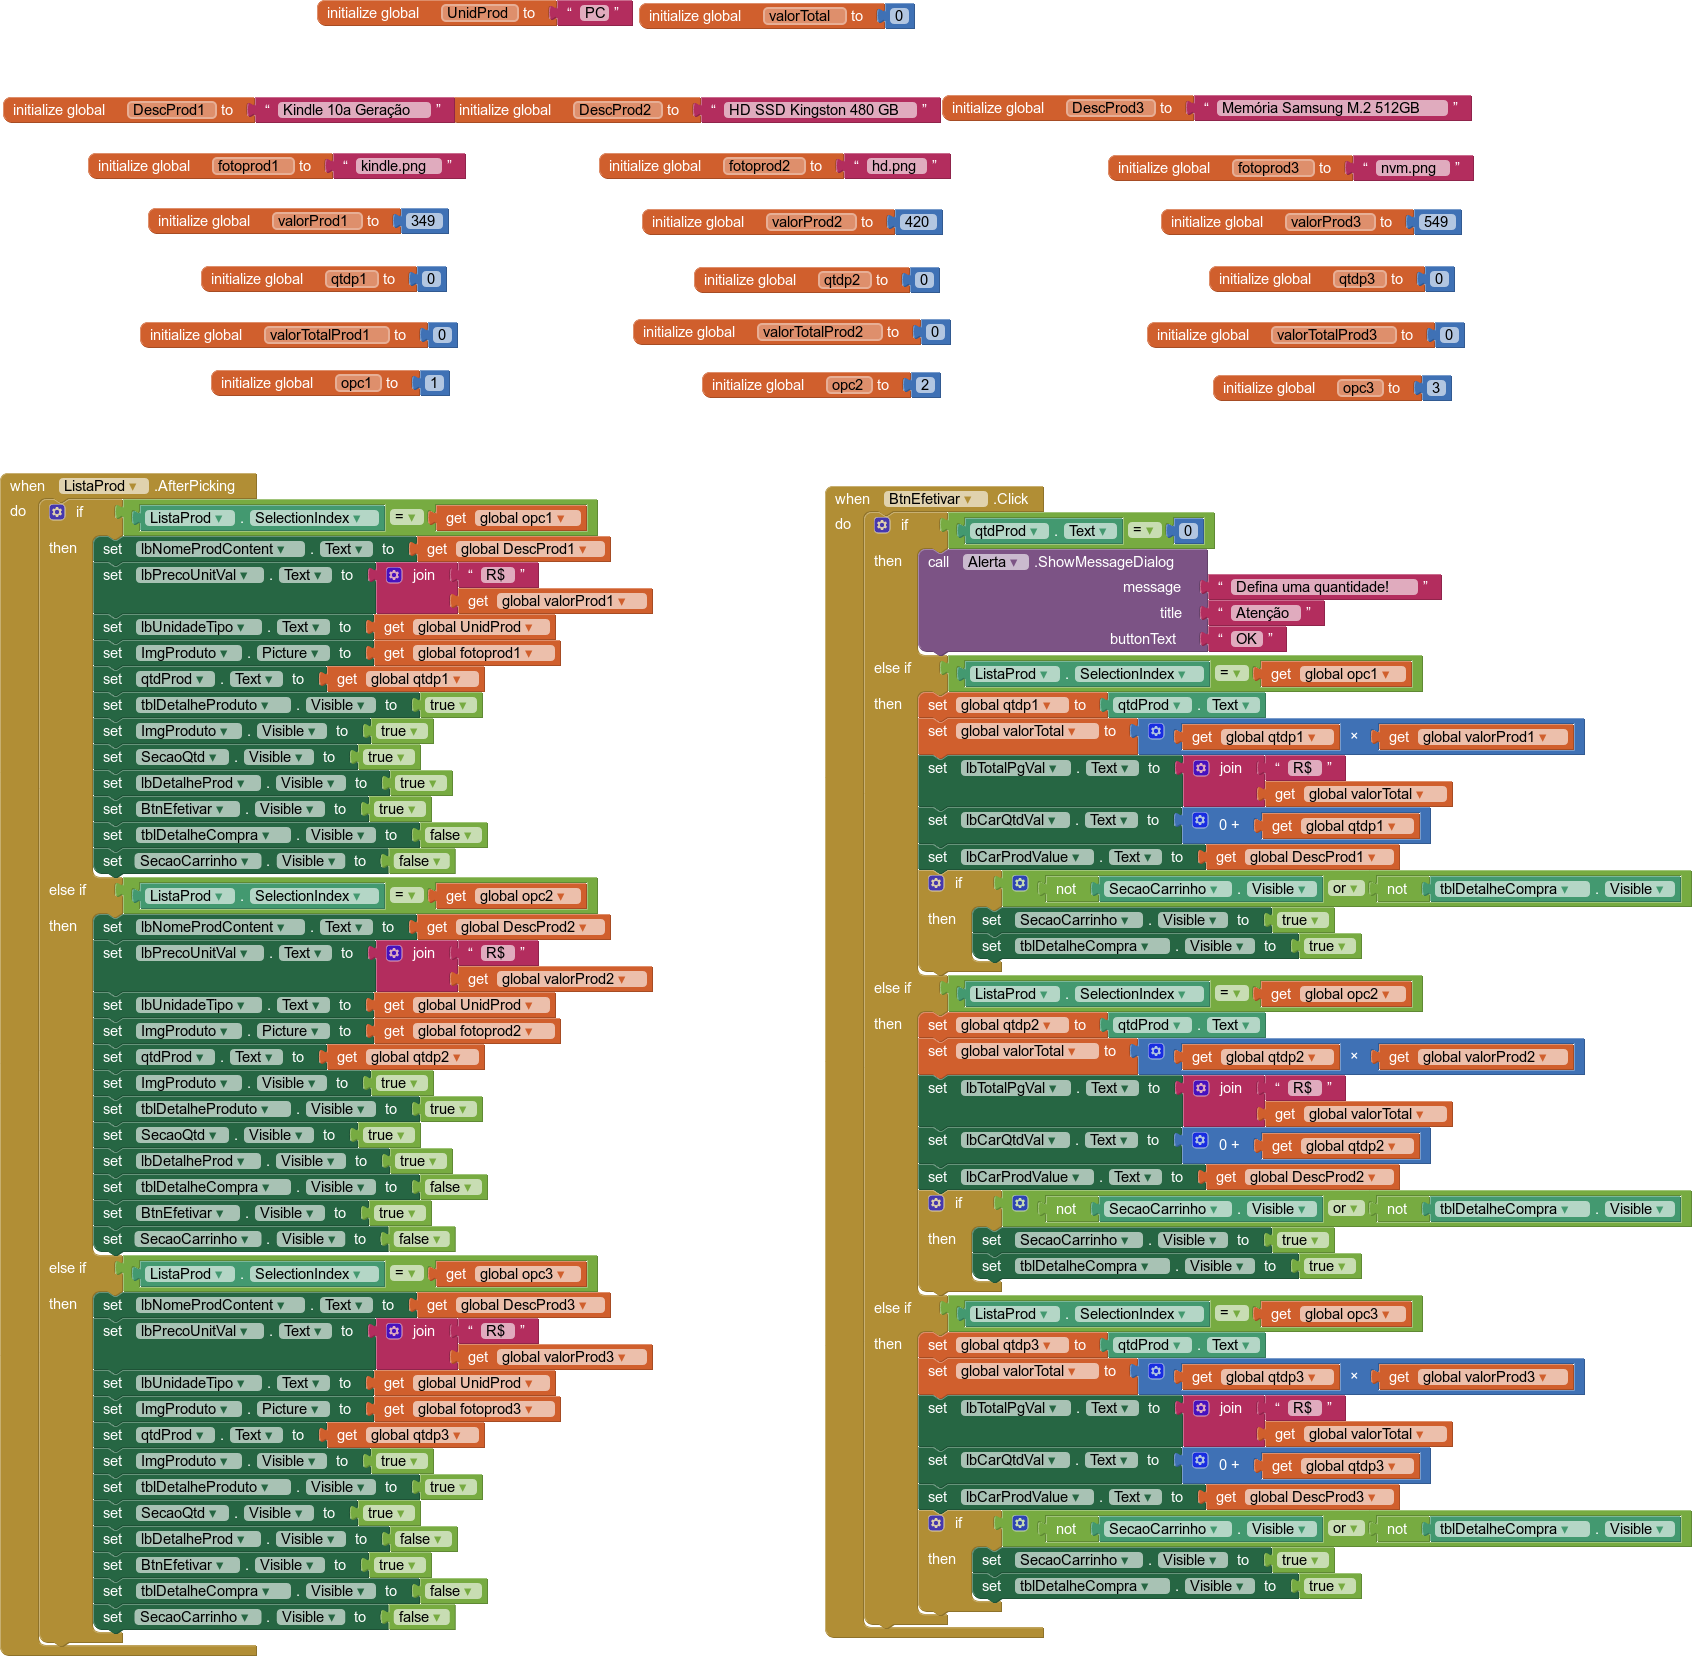 initialize global UnidProd to “ PC ” initialize global valorTotal to 0
initialize global DescProd1 to “ Kindle 10a Geração ” initialize global DescProd2 to “ HD SSD Kingston 480 GB ” initialize global DescProd3 to “ Memória Samsung M.2 512GB ”
initialize global fotoprod1 to “ kindle.png ” initialize global fotoprod2 to “ hd.png ” initialize global fotoprod3 to “ nvm.png ”
initialize global valorProd1 to 349 initialize global valorProd2 to 420 initialize global valorProd3 to 549
initialize global qtdp1 to 0 initialize global qtdp2 to 0 initialize global qtdp3 to 0
initialize global valorTotalProd1 to 0 initialize global valorTotalProd2 to 0 initialize global valorTotalProd3 to 0
initialize global opc1 to 1 initialize global opc2 to 2 initialize global opc3 to 3
when ListaProd .AfterPicking
do if ListaProd . SelectionIndex = get global opc1
then set lbNomeProdContent . Text to get global DescProd1
set lbPrecoUnitVal . Text to join “ R$ ”
get global valorProd1
set lbUnidadeTipo . Text to get global UnidProd
set ImgProduto . Picture to get global fotoprod1
set qtdProd . Text to get global qtdp1
set tblDetalheProduto . Visible to true
set ImgProduto . Visible to true
set SecaoQtd . Visible to true
set lbDetalheProd . Visible to true
set BtnEfetivar . Visible to true
set tblDetalheCompra . Visible to false
set SecaoCarrinho . Visible to false
else if ListaProd . SelectionIndex = get global opc2
then set lbNomeProdContent . Text to get global DescProd2
set lbPrecoUnitVal . Text to join “ R$ ”
get global valorProd2
set lbUnidadeTipo . Text to get global UnidProd
set ImgProduto . Picture to get global fotoprod2
set qtdProd . Text to get global qtdp2
set ImgProduto . Visible to true
set tblDetalheProduto . Visible to true
set SecaoQtd . Visible to true
set lbDetalheProd . Visible to true
set tblDetalheCompra . Visible to false
set BtnEfetivar . Visible to true
set SecaoCarrinho . Visible to false
else if ListaProd . SelectionIndex = get global opc3
then set lbNomeProdContent . Text to get global DescProd3
set lbPrecoUnitVal . Text to join “ R$ ”
get global valorProd3
set lbUnidadeTipo . Text to get global UnidProd
set ImgProduto . Picture to get global fotoprod3
set qtdProd . Text to get global qtdp3
set ImgProduto . Visible to true
set tblDetalheProduto . Visible to true
set SecaoQtd . Visible to true
set lbDetalheProd . Visible to false
set BtnEfetivar . Visible to true
set tblDetalheCompra . Visible to false
set SecaoCarrinho . Visible to false
when BtnEfetivar .Click
do if qtdProd . Text = 0
then call Alerta .ShowMessageDialog
message “ Defina uma quantidade! ”
title “ Atenção ”
buttonText “ OK ”
else if ListaProd . SelectionIndex = get global opc1
then set global qtdp1 to qtdProd . Text
set global valorTotal to get global qtdp1 × get global valorProd1
set lbTotalPgVal . Text to join “ R$ ”
get global valorTotal
set lbCarQtdVal . Text to 0 + get global qtdp1
set lbCarProdValue . Text to get global DescProd1
if not SecaoCarrinho . Visible or not tblDetalheCompra . Visible
then set SecaoCarrinho . Visible to true
set tblDetalheCompra . Visible to true
else if ListaProd . SelectionIndex = get global opc2
then set global qtdp2 to qtdProd . Text
set global valorTotal to get global qtdp2 × get global valorProd2
set lbTotalPgVal . Text to join “ R$ ”
get global valorTotal
set lbCarQtdVal . Text to 0 + get global qtdp2
set lbCarProdValue . Text to get global DescProd2
if not SecaoCarrinho . Visible or not tblDetalheCompra . Visible
then set SecaoCarrinho . Visible to true
set tblDetalheCompra . Visible to true
else if ListaProd . SelectionIndex = get global opc3
then set global qtdp3 to qtdProd . Text
set global valorTotal to get global qtdp3 × get global valorProd3
set lbTotalPgVal . Text to join “ R$ ”
get global valorTotal
set lbCarQtdVal . Text to 0 + get global qtdp3
set lbCarProdValue . Text to get global DescProd3
if not SecaoCarrinho . Visible or not tblDetalheCompra . Visible
then set SecaoCarrinho . Visible to true
set tblDetalheCompra . Visible to true